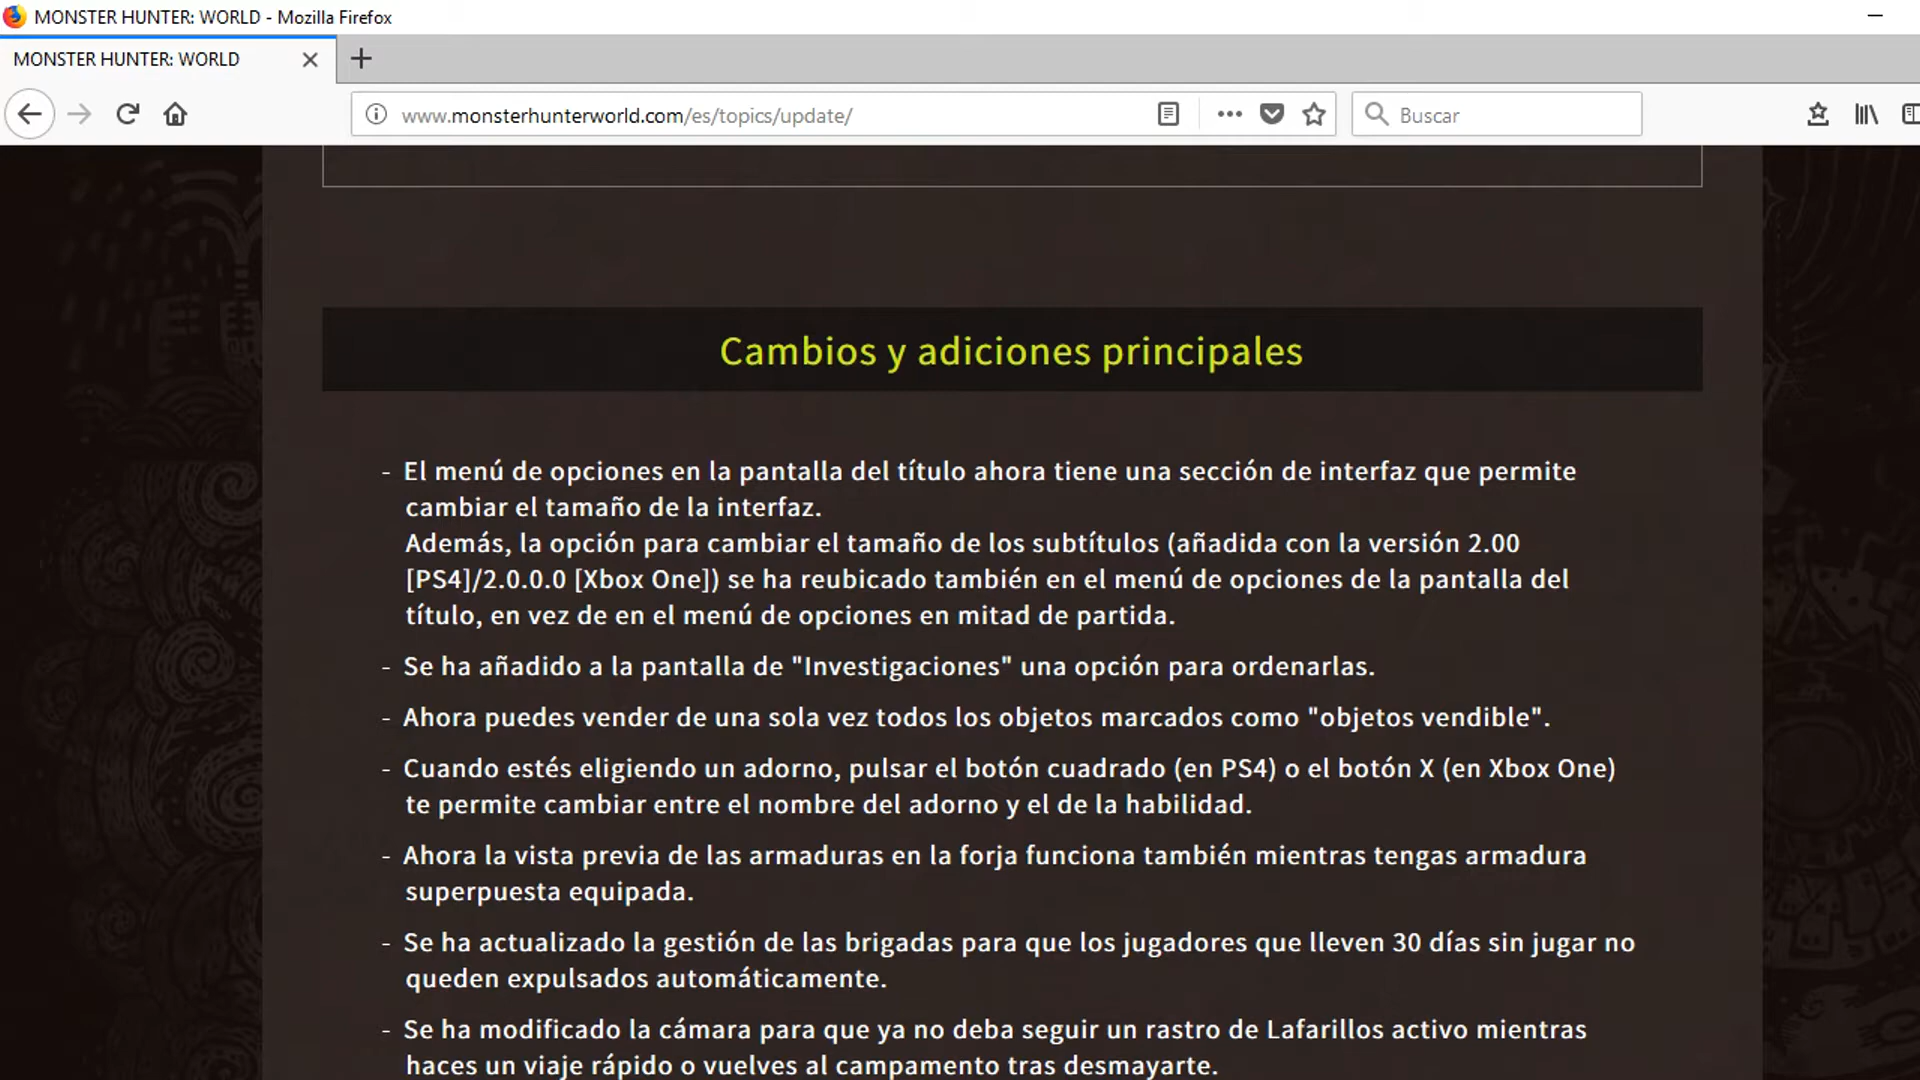 MONSTER HUNTER: WORLD - Mozilla Firefox
MONSTER HUNTER: WORLD
www.monsterhunterworld.com/es/topics/update/
Buscar
Cambios y adiciones principales
- El menú de opciones en la pantalla del título ahora tiene una sección de interfaz que permite
cambiar el tamaño de la interfaz.
Además, la opción para cambiar el tamaño de los subtítulos (añadida con la versión 2.00
[PS4]/2.0.0.0 [Xbox One]) se ha reubicado también en el menú de opciones de la pantalla del
título, en vez de en el menú de opciones en mitad de partida.
- Se ha añadido a la pantalla de "Investigaciones" una opción para ordenarlas.
- Ahora puedes vender de una sola vez todos los objetos marcados como "objetos vendible".
- Cuando estés eligiendo un adorno, pulsar el botón cuadrado (en PS4) o el botón X (en Xbox One)
te permite cambiar entre el nombre del adorno y el de la habilidad.
- Ahora la vista previa de las armaduras en la forja funciona también mientras tengas armadura
superpuesta equipada.
- Se ha actualizado la gestión de las brigadas para que los jugadores que lleven 30 días sin jugar no
queden expulsados automáticamente.
- Se ha modificado la cámara para que ya no deba seguir un rastro de Lafarillos activo mientras
haces un viaje rápido o vuelves al campamento tras desmayarte.